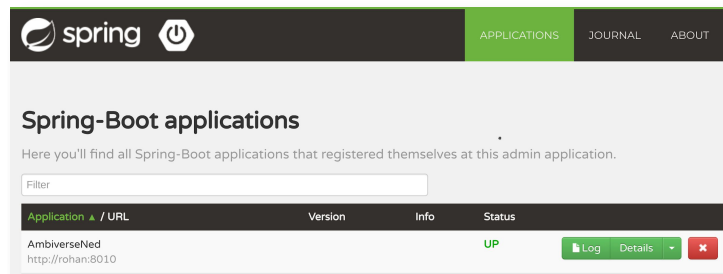 spring APPLICATIONS JOURNAL ABOUT
Spring-Boot applications
Here you'll find all Spring-Boot applications that registered themselves at this admin application.
Filter
Application ▲ / URL Version Info Status
AmbiverseNed UP Log Details
http://rohan:8010